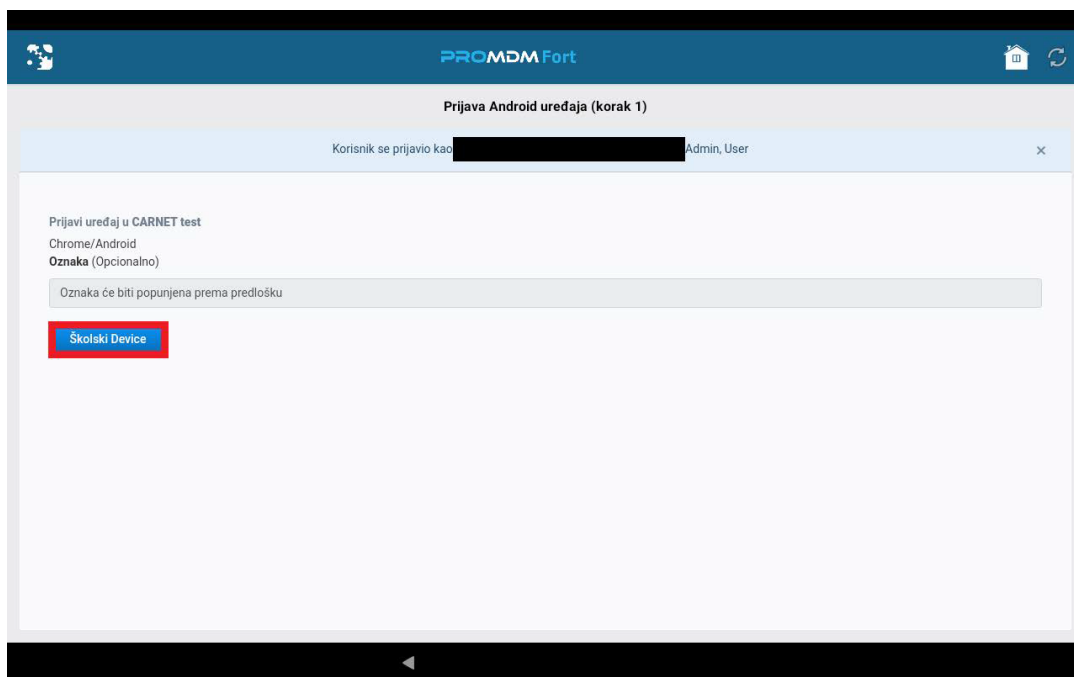 PROMDM Fort
Prijava Android uređaja (korak 1)
Korisnik se prijavio kao Admin, User
×
Prijavi uređaj u CARNET test
Chrome/Android
Oznaka (Opcionalno)
Oznaka će biti popunjena prema predlošku
Školski Device